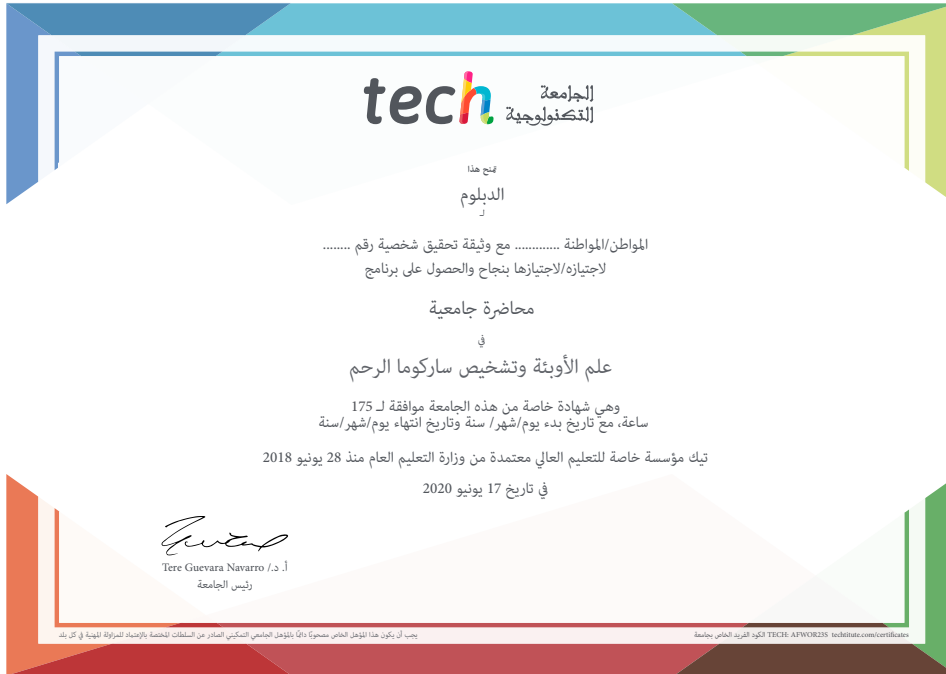 tech الجامعة
التكنولوجية
تمنح هذا
الدبلوم
لـ
المواطن/المواطنة ............. مع وثيقة تحقيق شخصية رقم ........
لاجتيازه/لاجتيازها بنجاح والحصول على برنامج
محاضرة جامعية
في
علم الأوبئة وتشخيص ساركوما الرحم
وهي شهادة خاصة من هذه الجامعة موافقة لـ 175
ساعة، مع تاريخ بدء يوم/شهر/ سنة وتاريخ انتهاء يوم/شهر/سنة
تيك مؤسسة خاصة للتعليم العالي معتمدة من وزارة التعليم العام منذ 28 يونيو 2018
في تاريخ 17 يونيو 2020
أ. د./ Tere Guevara Navarro
رئيس الجامعة
يجب أن يكون هذا المؤهل الخاص مصحوبًا دائمًا بالمؤهل الجامعي التمكيني الصادر عن السلطات المختصة بالإعتماد للمزاولة المهنية في كل بلد
الكود الفريد الخاص بجامعة TECH: AFWOR23S techtitute.com/certificates